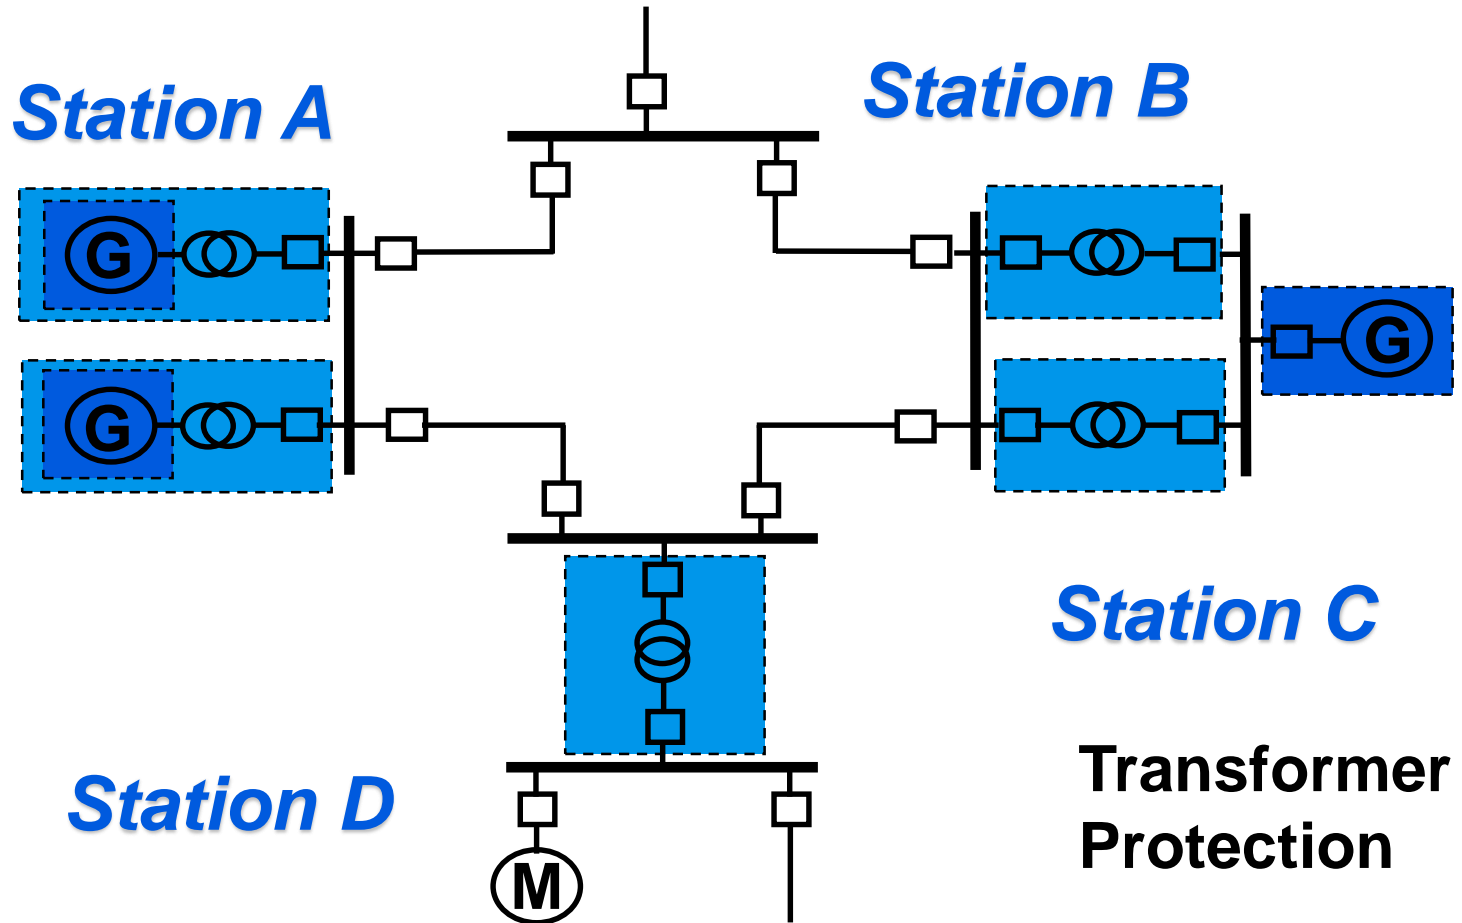 Station A
Station B
G
G
G
Station C
Station D
Transformer
Protection
M